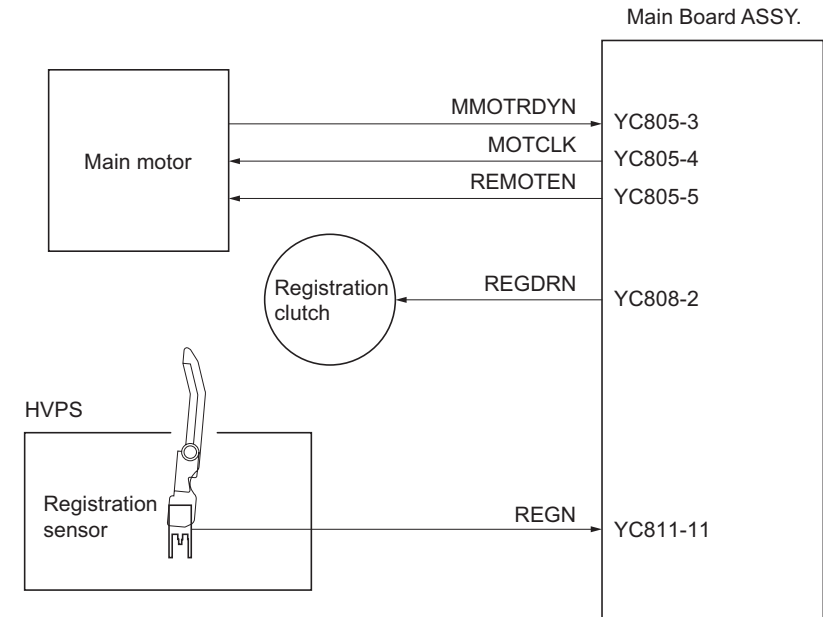 Main Board ASSY.
MMOTRDYN
YC805-3
MOTCLK
YC805-4
Main motor
REMOTEN
YC805-5
REGDRN
YC808-2
Registration
clutch
HVPS
Registration
sensor
REGN
YC811-11